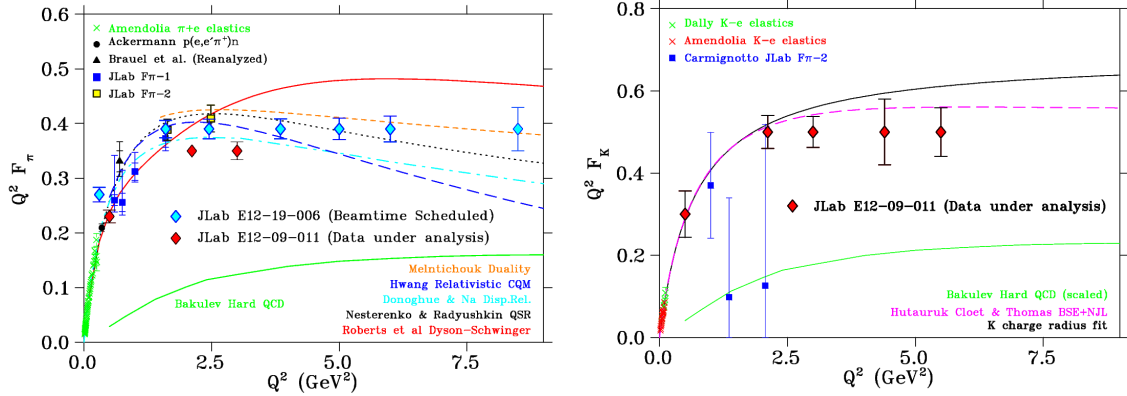 0.6
0.5
0.4
0.3
0.2
0.1
0.0
Q² Fπ
Amendolia π+e elastics
Ackermann p(e,e′π⁺)n
Brauel et al. (Reanalyzed)
JLab Fπ−1
JLab Fπ−2
JLab E12−19−006 (Beamtime Scheduled)
JLab E12−09−011 (Data under analysis)
Bakulev Hard QCD
Melnitchouk Duality
Hwang Relativistic CQM
Donoghue & Na Disp.Rel.
Nesterenko & Radyushkin QSR
Roberts et al Dyson−Schwinger
0.0
2.5
5.0
7.5
Q² (GeV²)
0.8
0.6
0.4
0.2
0.0
Q² F_K
Dally K−e elastics
Amendolia K−e elastics
Carmignotto JLab Fπ−2
JLab E12−09−011 (Data under analysis)
Bakulev Hard QCD (scaled)
Hutauruk Cloet & Thomas BSE+NJL
K charge radius fit
0.0
2.5
5.0
7.5
Q² (GeV²)